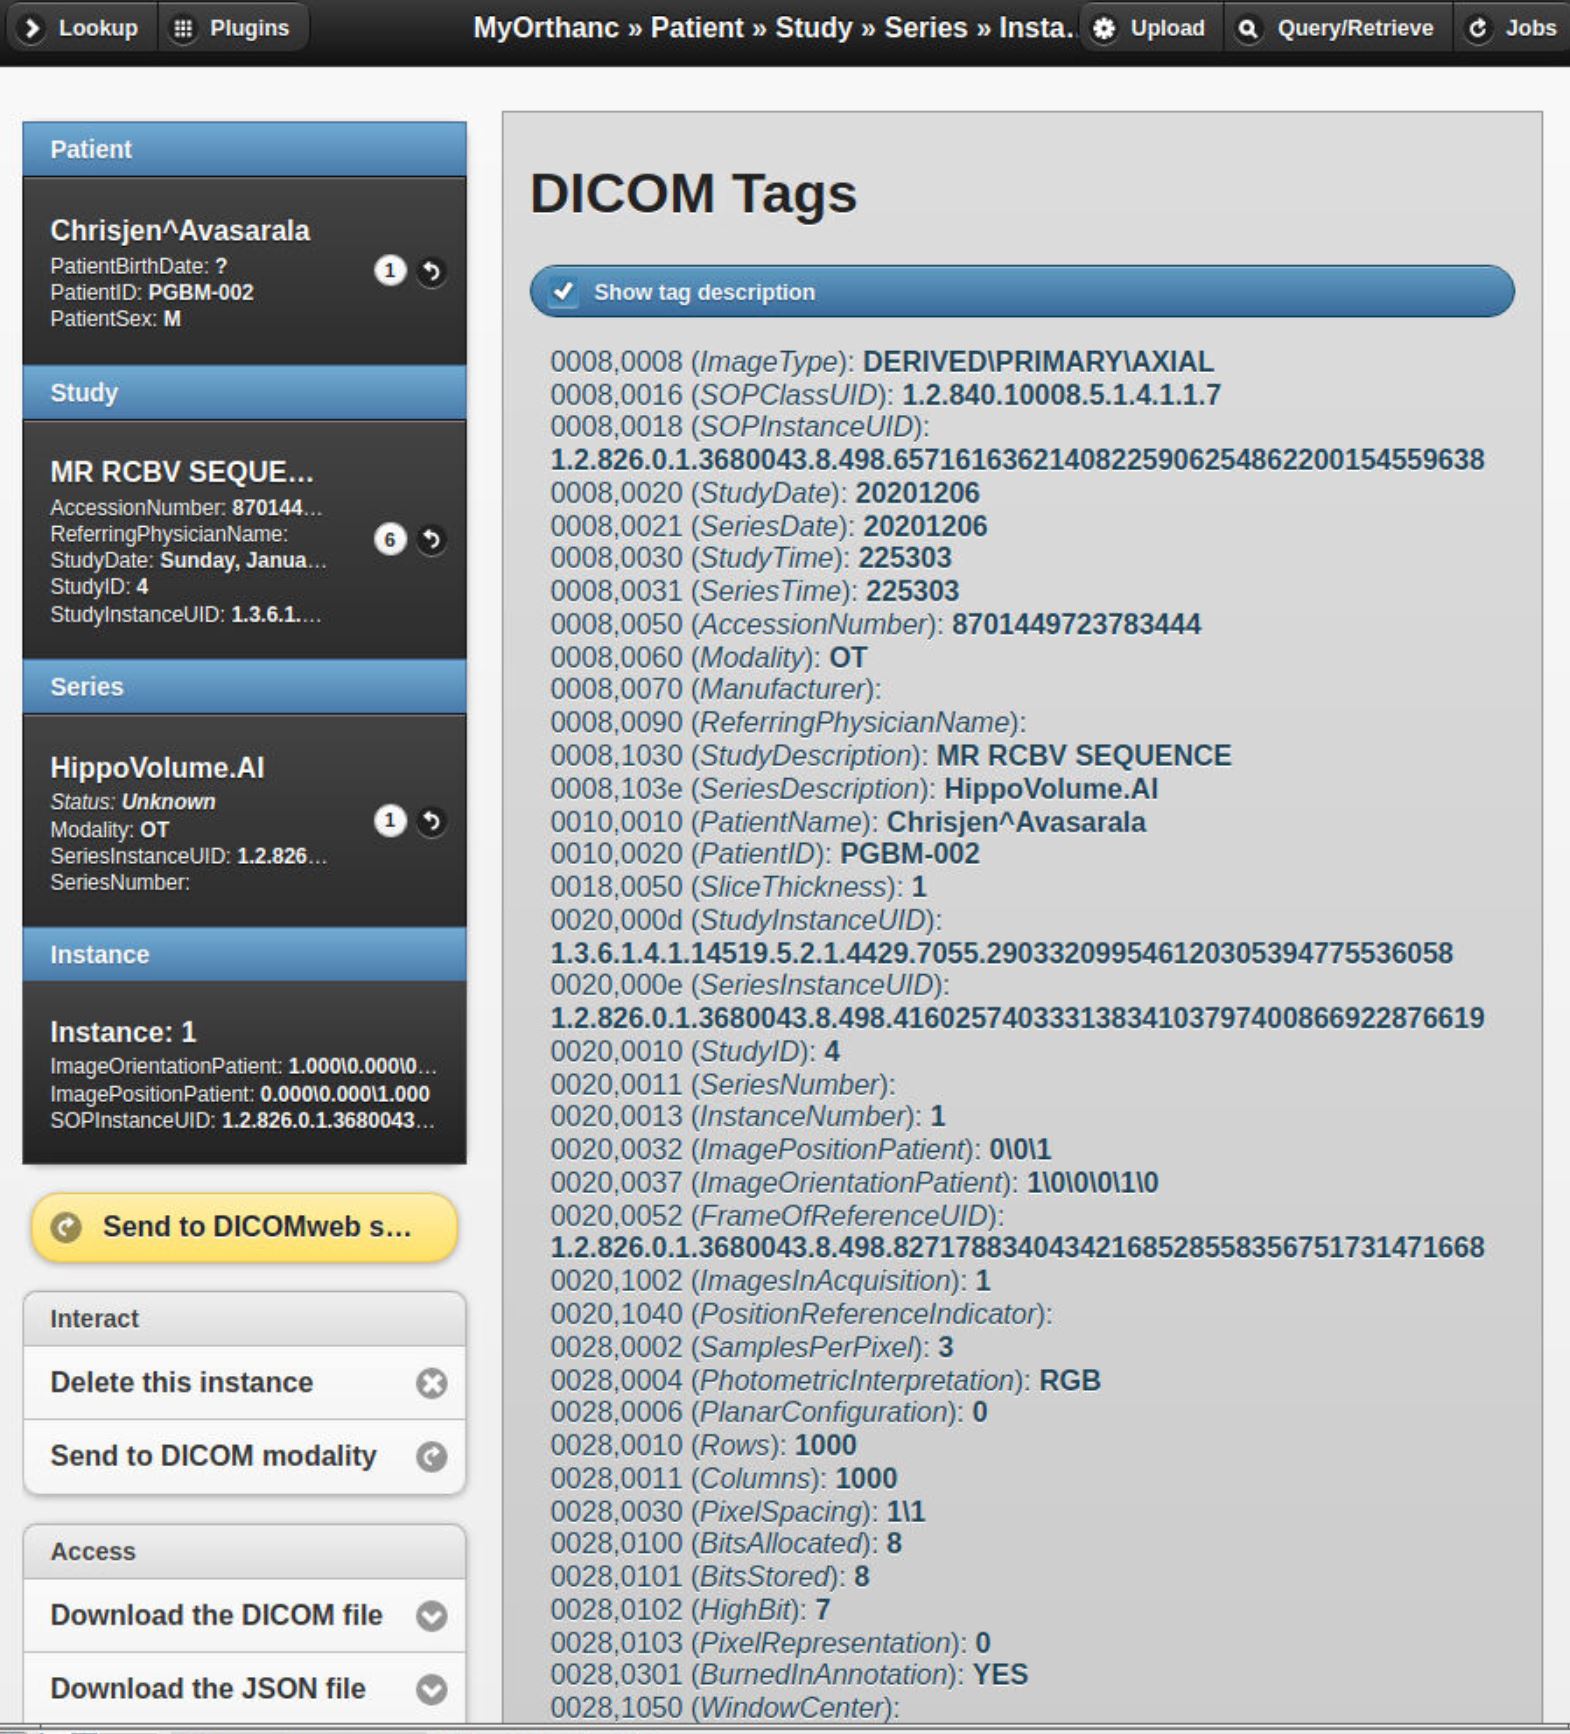 Lookup
Plugins
MyOrthanc » Patient » Study » Series » Insta...
Upload
Query/Retrieve
Jobs
Patient
Chrisjen^Avasarala
PatientBirthDate: ?
PatientID: PGBM-002
PatientSex: M
1
Study
MR RCBV SEQUE...
AccessionNumber: 870144...
ReferringPhysicianName:
StudyDate: Sunday, Janua...
StudyID: 4
StudyInstanceUID: 1.3.6.1....
6
Series
HippoVolume.AI
Status: Unknown
Modality: OT
SeriesInstanceUID: 1.2.826...
SeriesNumber:
1
Instance
Instance: 1
ImageOrientationPatient: 1.000\0.000\0...
ImagePositionPatient: 0.000\0.000\1.000
SOPInstanceUID: 1.2.826.0.1.3680043...
Send to DICOMweb s...
Interact
Delete this instance
Send to DICOM modality
Access
Download the DICOM file
Download the JSON file
DICOM Tags
Show tag description
0008,0008 (ImageType): DERIVED\PRIMARY\AXIAL
0008,0016 (SOPClassUID): 1.2.840.10008.5.1.4.1.1.7
0008,0018 (SOPInstanceUID):
1.2.826.0.1.3680043.8.498.65716163621408225906254862200154559638
0008,0020 (StudyDate): 20201206
0008,0021 (SeriesDate): 20201206
0008,0030 (StudyTime): 225303
0008,0031 (SeriesTime): 225303
0008,0050 (AccessionNumber): 8701449723783444
0008,0060 (Modality): OT
0008,0070 (Manufacturer):
0008,0090 (ReferringPhysicianName):
0008,1030 (StudyDescription): MR RCBV SEQUENCE
0008,103e (SeriesDescription): HippoVolume.AI
0010,0010 (PatientName): Chrisjen^Avasarala
0010,0020 (PatientID): PGBM-002
0018,0050 (SliceThickness): 1
0020,000d (StudyInstanceUID):
1.3.6.1.4.1.14519.5.2.1.4429.7055.290332099546120305394775536058
0020,000e (SeriesInstanceUID):
1.2.826.0.1.3680043.8.498.41602574033313834103797400866922876619
0020,0010 (StudyID): 4
0020,0011 (SeriesNumber):
0020,0013 (InstanceNumber): 1
0020,0032 (ImagePositionPatient): 0\0\1
0020,0037 (ImageOrientationPatient): 1\0\0\0\1\0
0020,0052 (FrameOfReferenceUID):
1.2.826.0.1.3680043.8.498.82717883404342168528558356751731471668
0020,1002 (ImagesInAcquisition): 1
0020,1040 (PositionReferenceIndicator):
0028,0002 (SamplesPerPixel): 3
0028,0004 (PhotometricInterpretation): RGB
0028,0006 (PlanarConfiguration): 0
0028,0010 (Rows): 1000
0028,0011 (Columns): 1000
0028,0030 (PixelSpacing): 1\1
0028,0100 (BitsAllocated): 8
0028,0101 (BitsStored): 8
0028,0102 (HighBit): 7
0028,0103 (PixelRepresentation): 0
0028,0301 (BurnedInAnnotation): YES
0028,1050 (WindowCenter):